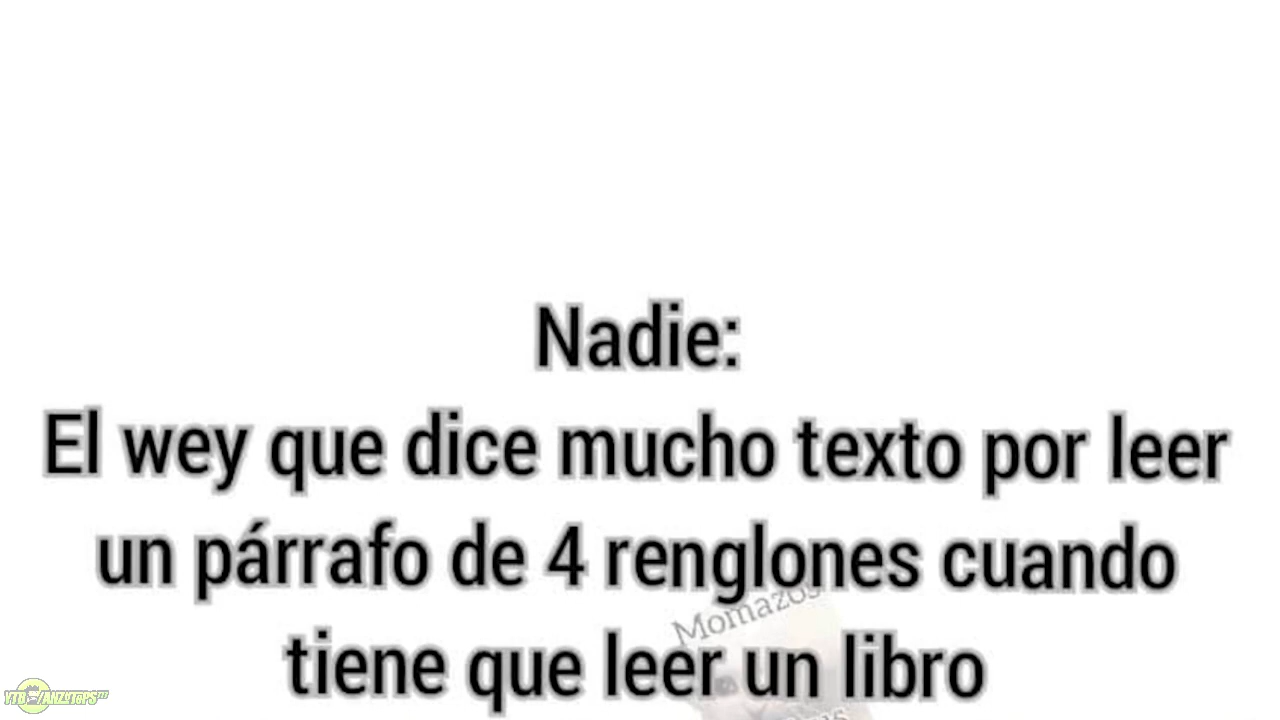 Nadie:
El wey que dice mucho texto por leer
un párrafo de 4 renglones cuando
Momazos
tiene que leer un libro